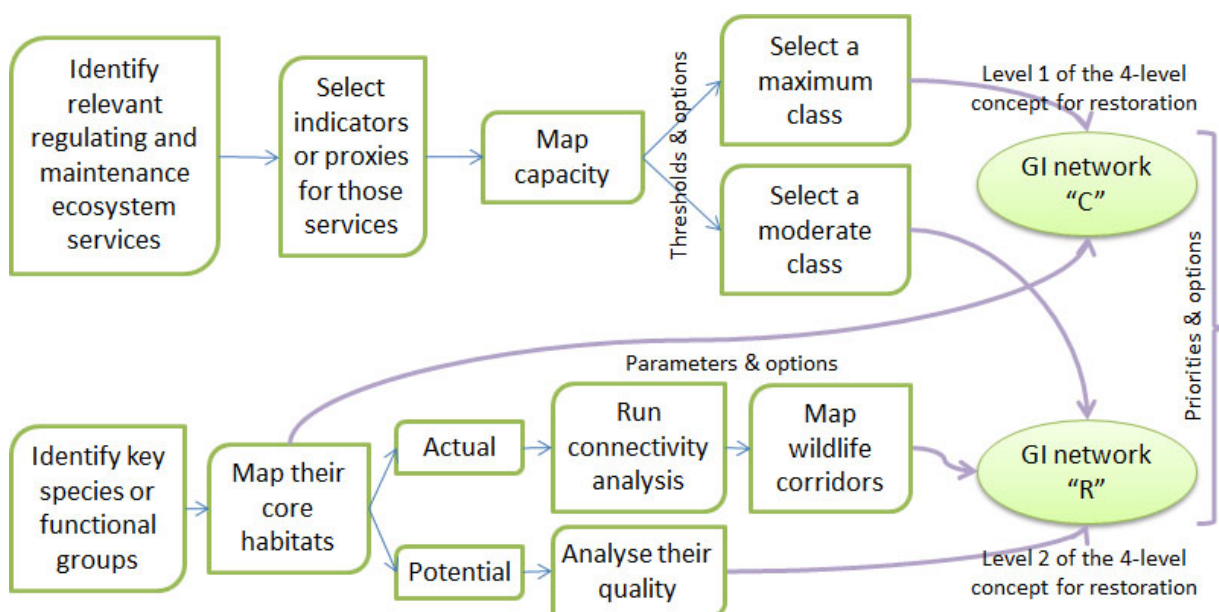 Identify
relevant
regulating and
maintenance
ecosystem
services
Select
indicators
or proxies
for those
services
Map
capacity
Thresholds & options
Select a
maximum
class
Select a
moderate
class
Level 1 of the 4-level
concept for restoration
GI network
“C”
Priorities & options
Parameters & options
Identify key
species or
functional
groups
Map their
core
habitats
Actual
Run
connectivity
analysis
Map
wildlife
corridors
GI network
“R”
Potential
Analyse their
quality
Level 2 of the 4-level
concept for restoration